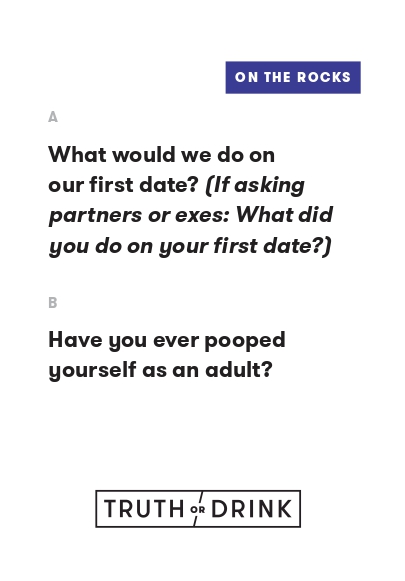 ON THE ROCKS
A
What would we do on
our first date? (If asking
partners or exes: What did
you do on your first date?)
B
Have you ever pooped
yourself as an adult?
TRUTH OR DRINK